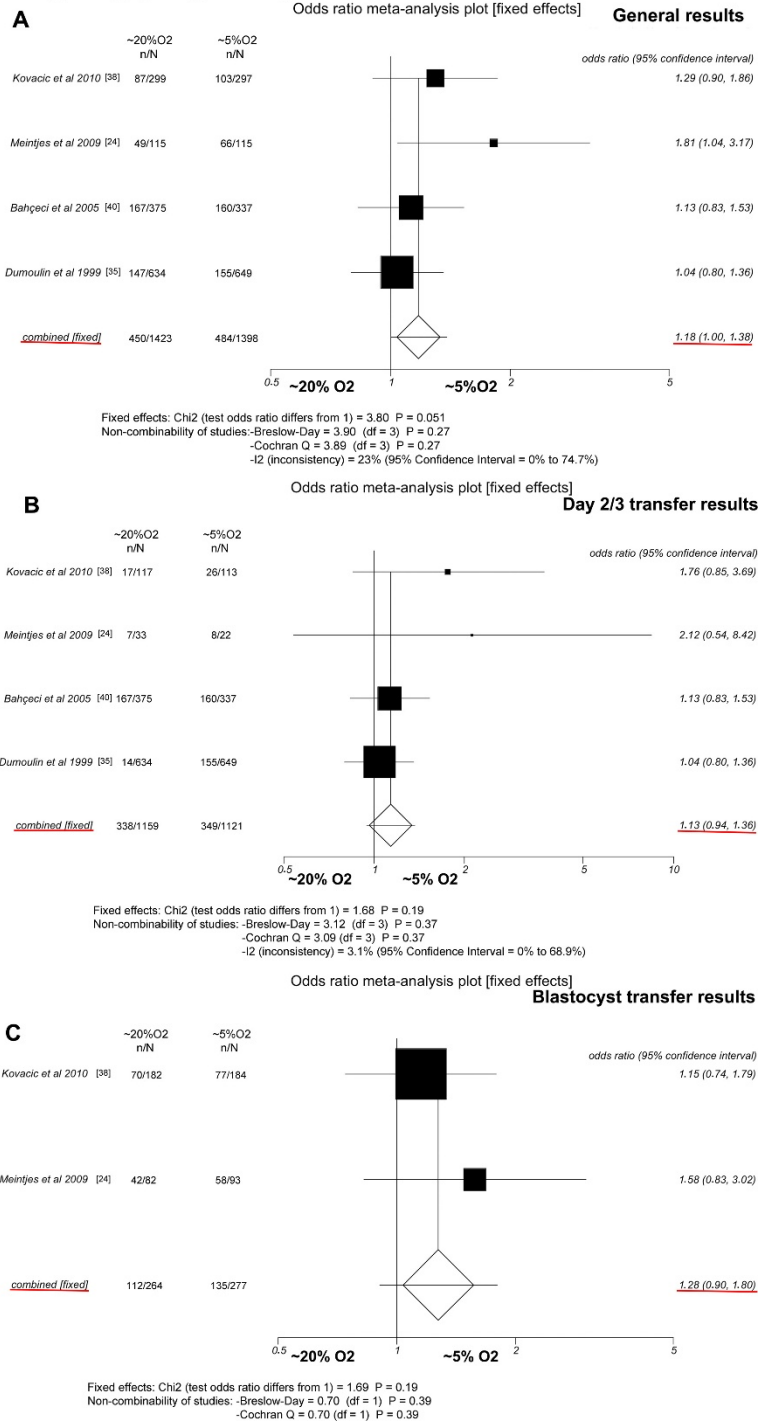 A
Odds ratio meta-analysis plot [fixed effects]
General results
~20%O2 ~5%O2
n/N n/N
odds ratio (95% confidence interval)
Kovacic et al 2010 [38] 87/299 103/297 1.29 (0.90, 1.86)
Meintjes et al 2009 [24] 49/115 66/115 1.81 (1.04, 3.17)
Bahçeci et al 2005 [40] 167/375 160/337 1.13 (0.83, 1.53)
Dumoulin et al 1999 [35] 147/634 155/649 1.04 (0.80, 1.36)
combined [fixed] 450/1423 484/1398 1.18 (1.00, 1.38)
0.5 1 2 5
~20% O2 ~5%O2
Fixed effects: Chi2 (test odds ratio differs from 1) = 3.80 P = 0.051
Non-combinability of studies:-Breslow-Day = 3.90 (df = 3) P = 0.27
-Cochran Q = 3.89 (df = 3) P = 0.27
-I2 (inconsistency) = 23% (95% Confidence Interval = 0% to 74.7%)
B
Odds ratio meta-analysis plot [fixed effects]
Day 2/3 transfer results
~20%O2 ~5%O2
n/N n/N
odds ratio (95% confidence interval)
Kovacic et al 2010 [38] 17/117 26/113 1.76 (0.85, 3.69)
Meintjes et al 2009 [24] 7/33 8/22 2.12 (0.54, 8.42)
Bahçeci et al 2005 [40] 167/375 160/337 1.13 (0.83, 1.53)
Dumoulin et al 1999 [35] 14/634 155/649 1.04 (0.80, 1.36)
combined [fixed] 338/1159 349/1121 1.13 (0.94, 1.36)
0.5 1 2 5 10
~20% O2 ~5% O2
Fixed effects: Chi2 (test odds ratio differs from 1) = 1.68 P = 0.19
Non-combinability of studies: -Breslow-Day = 3.12 (df = 3) P = 0.37
-Cochran Q = 3.09 (df = 3) P = 0.37
-I2 (inconsistency) = 3.1% (95% Confidence Interval = 0% to 68.9%)
Odds ratio meta-analysis plot [fixed effects]
Blastocyst transfer results
C
~20%O2 ~5%O2
n/N n/N
odds ratio (95% confidence interval)
Kovacic et al 2010 [38] 70/182 77/184 1.15 (0.74, 1.79)
Meintjes et al 2009 [24] 42/82 58/93 1.58 (0.83, 3.02)
combined [fixed] 112/264 135/277 1.28 (0.90, 1.80)
0.5 1 2 5
~20% O2 ~5% O2
Fixed effects: Chi2 (test odds ratio differs from 1) = 1.69 P = 0.19
Non-combinability of studies: -Breslow-Day = 0.70 (df = 1) P = 0.39
-Cochran Q = 0.70 (df = 1) P = 0.39